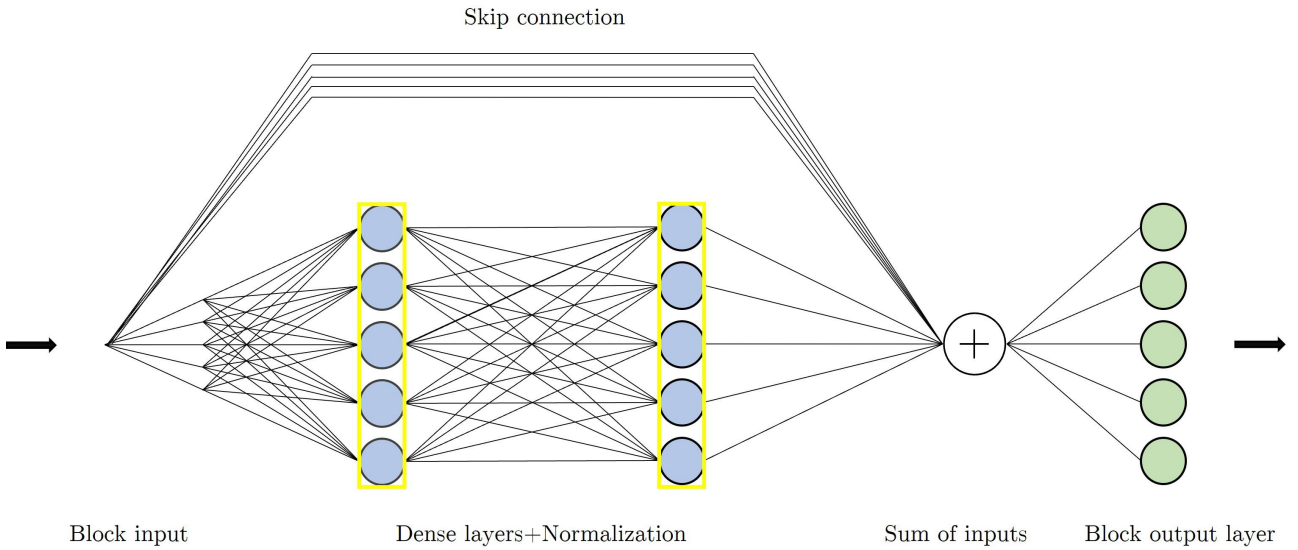 Skip connection
+
Block input
Dense layers+Normalization
Sum of inputs
Block output layer